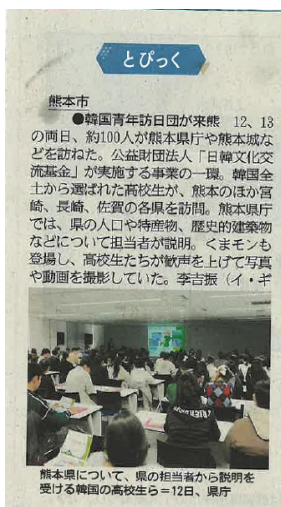 とぴっく
熊本市
●韓国青年訪日団が来熊　12、13
の両日、約100人が熊本県庁や熊本城な
どを訪ねた。公益財団法人「日韓文化交
流基金」が実施する事業の一環。韓国全
土から選ばれた高校生が、熊本のほか宮
崎、長崎、佐賀の各県を訪問。熊本県庁
では、県の人口や特産物、歴史的建築物
などについて担当者が説明。くまモンも
登場し、高校生たちが歓声を上げて写真
や動画を撮影していた。李吉振（イ・ギ
熊本県について、県の担当者から説明を
受ける韓国の高校生ら＝12日、県庁